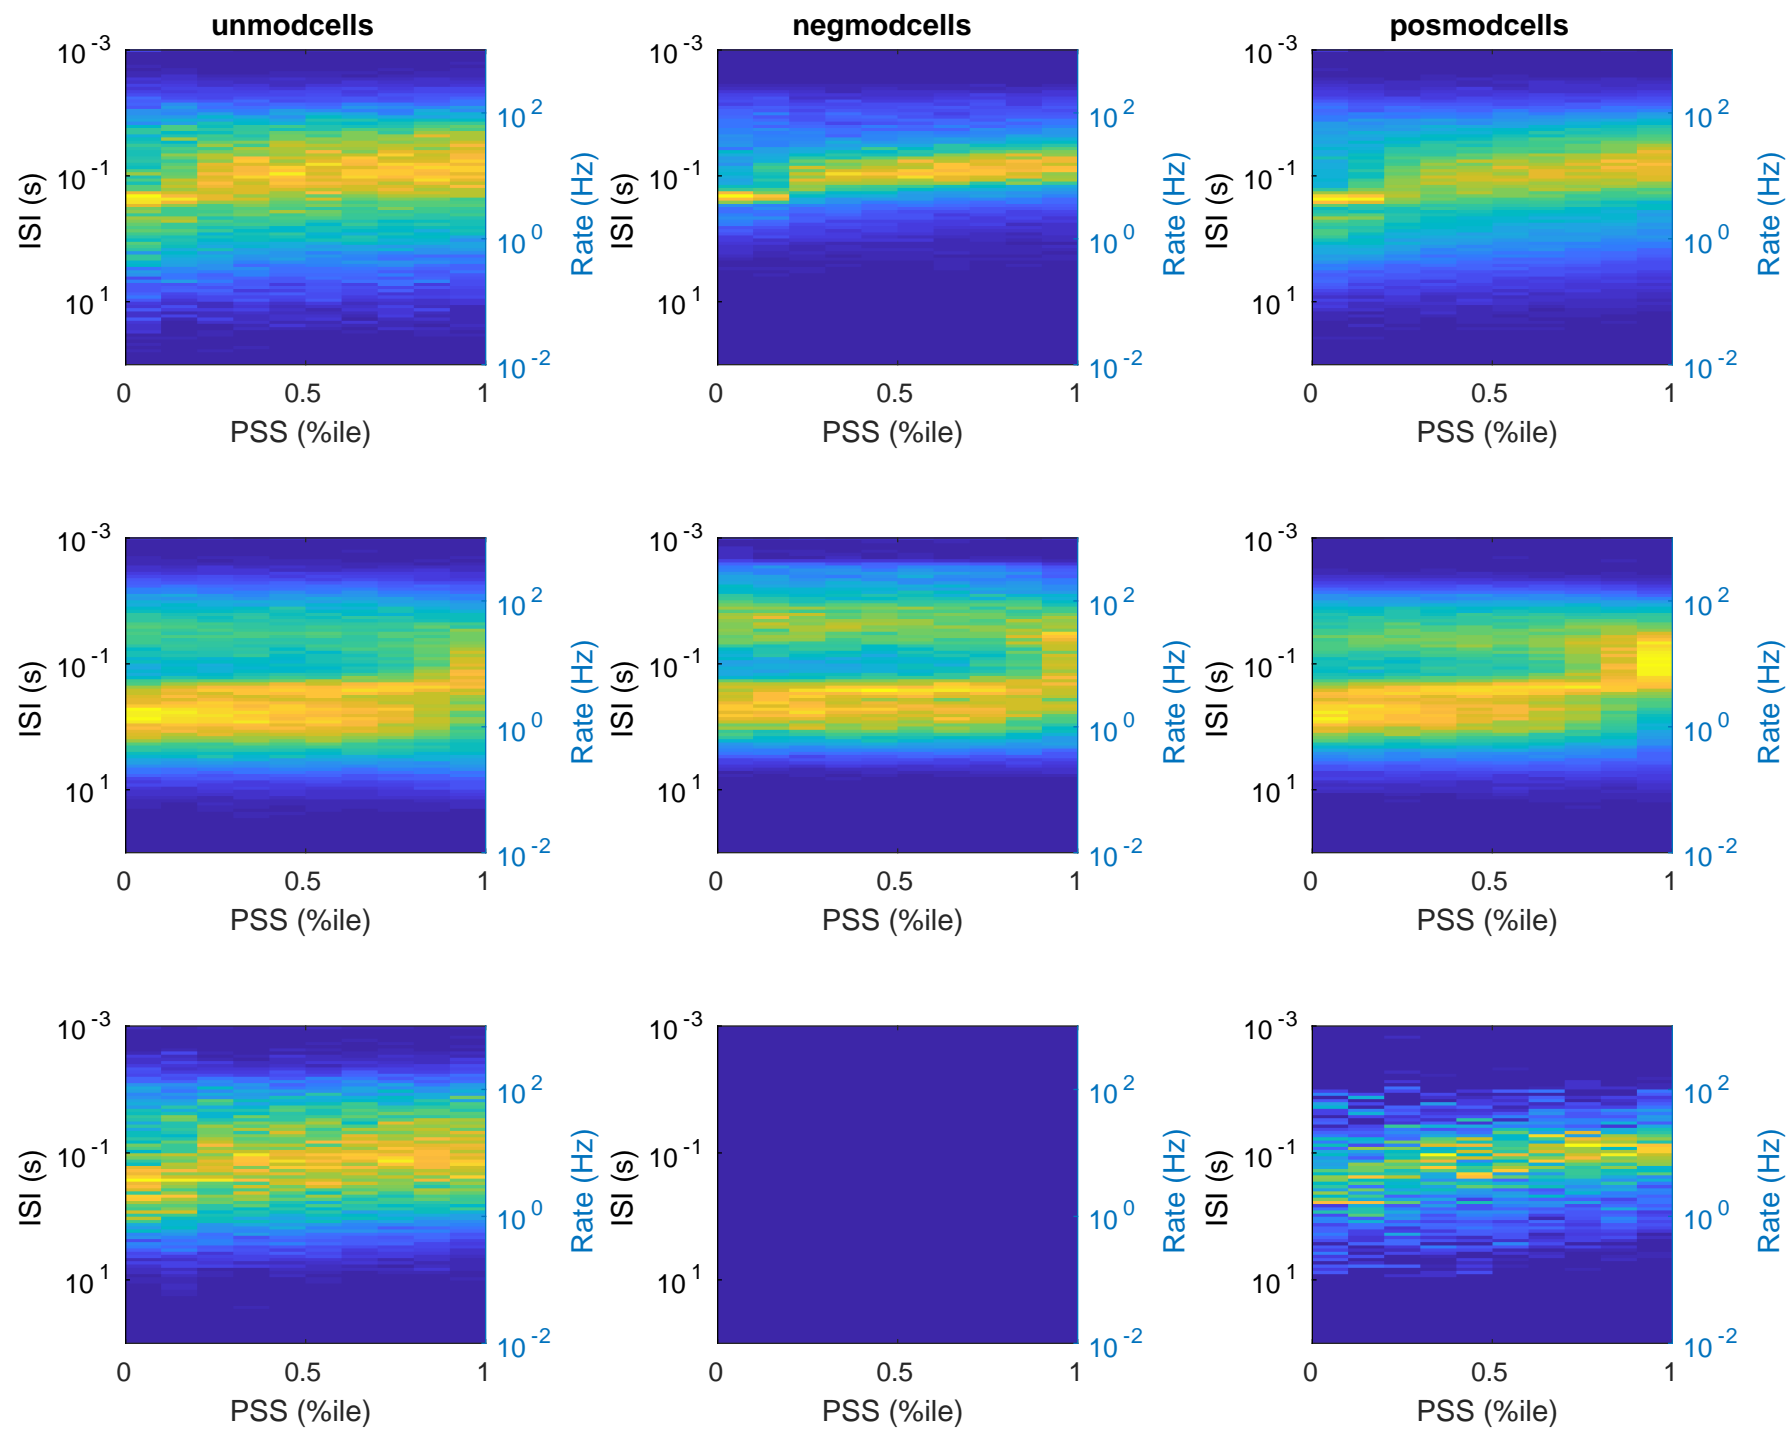 unmodcells negmodcells posmodcells
10^-3 10^-3 10^-3
10^2 10^2 10^2
10^-1 10^-1 10^-1
ISI (s) Rate (Hz) ISI (s) Rate (Hz) ISI (s) Rate (Hz)
10^0 10^0 10^0
10^1 10^1 10^1
10^-2 10^-2 10^-2
0 0.5 1 0 0.5 1 0 0.5 1
PSS (%ile) PSS (%ile) PSS (%ile)
10^-3 10^-3 10^-3
10^2 10^2 10^2
10^-1 10^-1 10^-1
ISI (s) Rate (Hz) ISI (s) Rate (Hz) ISI (s) Rate (Hz)
10^0 10^0 10^0
10^1 10^1 10^1
10^-2 10^-2 10^-2
0 0.5 1 0 0.5 1 0 0.5 1
PSS (%ile) PSS (%ile) PSS (%ile)
10^-3 10^-3 10^-3
10^2 10^2 10^2
10^-1 10^-1 10^-1
ISI (s) Rate (Hz) ISI (s) Rate (Hz) ISI (s) Rate (Hz)
10^0 10^0 10^0
10^1 10^1 10^1
10^-2 10^-2 10^-2
0 0.5 1 0 0.5 1 0 0.5 1
PSS (%ile) PSS (%ile) PSS (%ile)